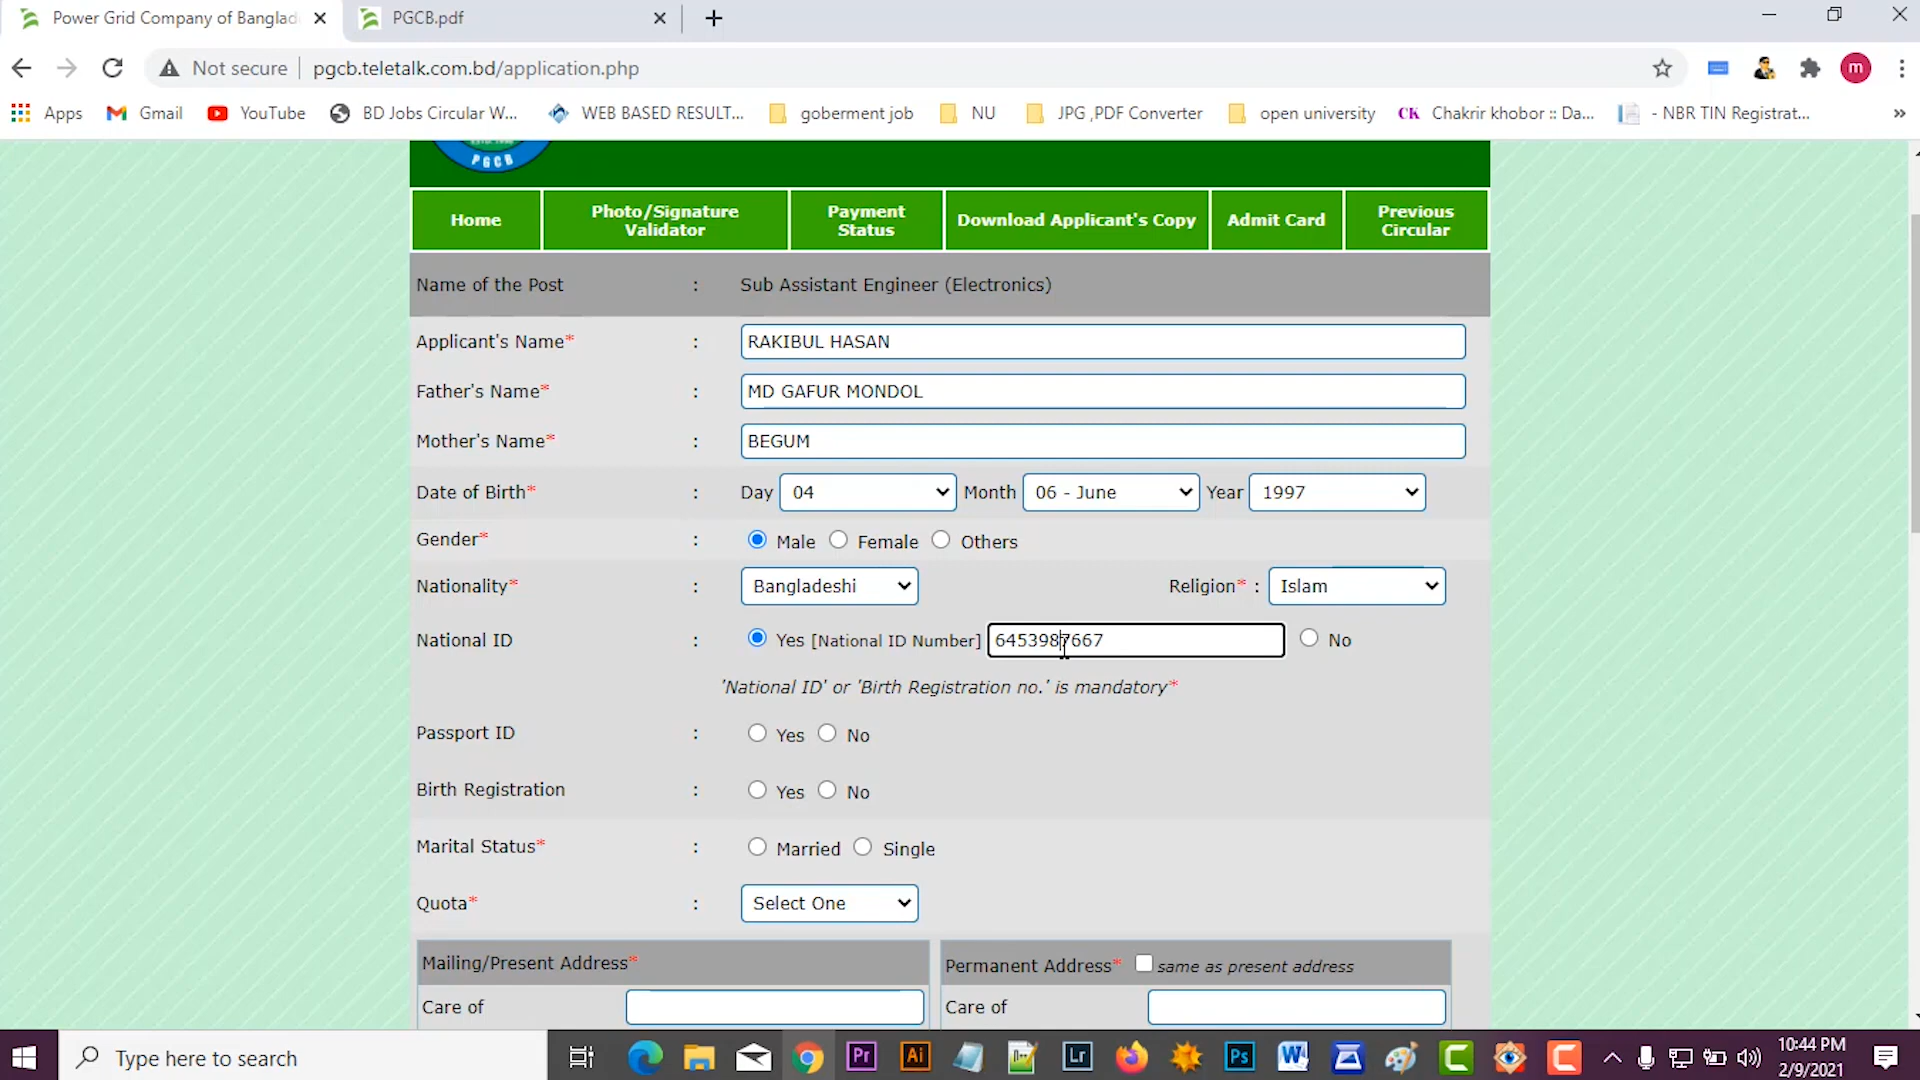 Power Grid Company of Banglad
PGCB.pdf
Not secure
pgcb.teletalk.com.bd/application.php
m
Apps
Gmail
YouTube
BD Jobs Circular W...
WEB BASED RESULT...
goberment job
NU
JPG ,PDF Converter
open university
CK
Chakrir khobor :: Da...
- NBR TIN Registrat...
»
PGCB
Home
Photo/Signature
Validator
Payment
Status
Download Applicant's Copy
Admit Card
Previous
Circular
Name of the Post : Sub Assistant Engineer (Electronics)
Applicant's Name* : RAKIBUL HASAN
Father's Name* : MD GAFUR MONDOL
Mother's Name* : BEGUM
Date of Birth* : Day 04 Month 06 - June Year 1997
Gender* : Male Female Others
Nationality* : Bangladeshi Religion* : Islam
National ID : Yes [National ID Number] 6453987667 No
'National ID' or 'Birth Registration no.' is mandatory*
Passport ID : Yes No
Birth Registration : Yes No
Marital Status* : Married Single
Quota* : Select One
Mailing/Present Address*
Permanent Address* same as present address
Care of
Care of
Type here to search
Pr
Ai
Lr
Ps
W
C
C
10:44 PM
2/9/2021